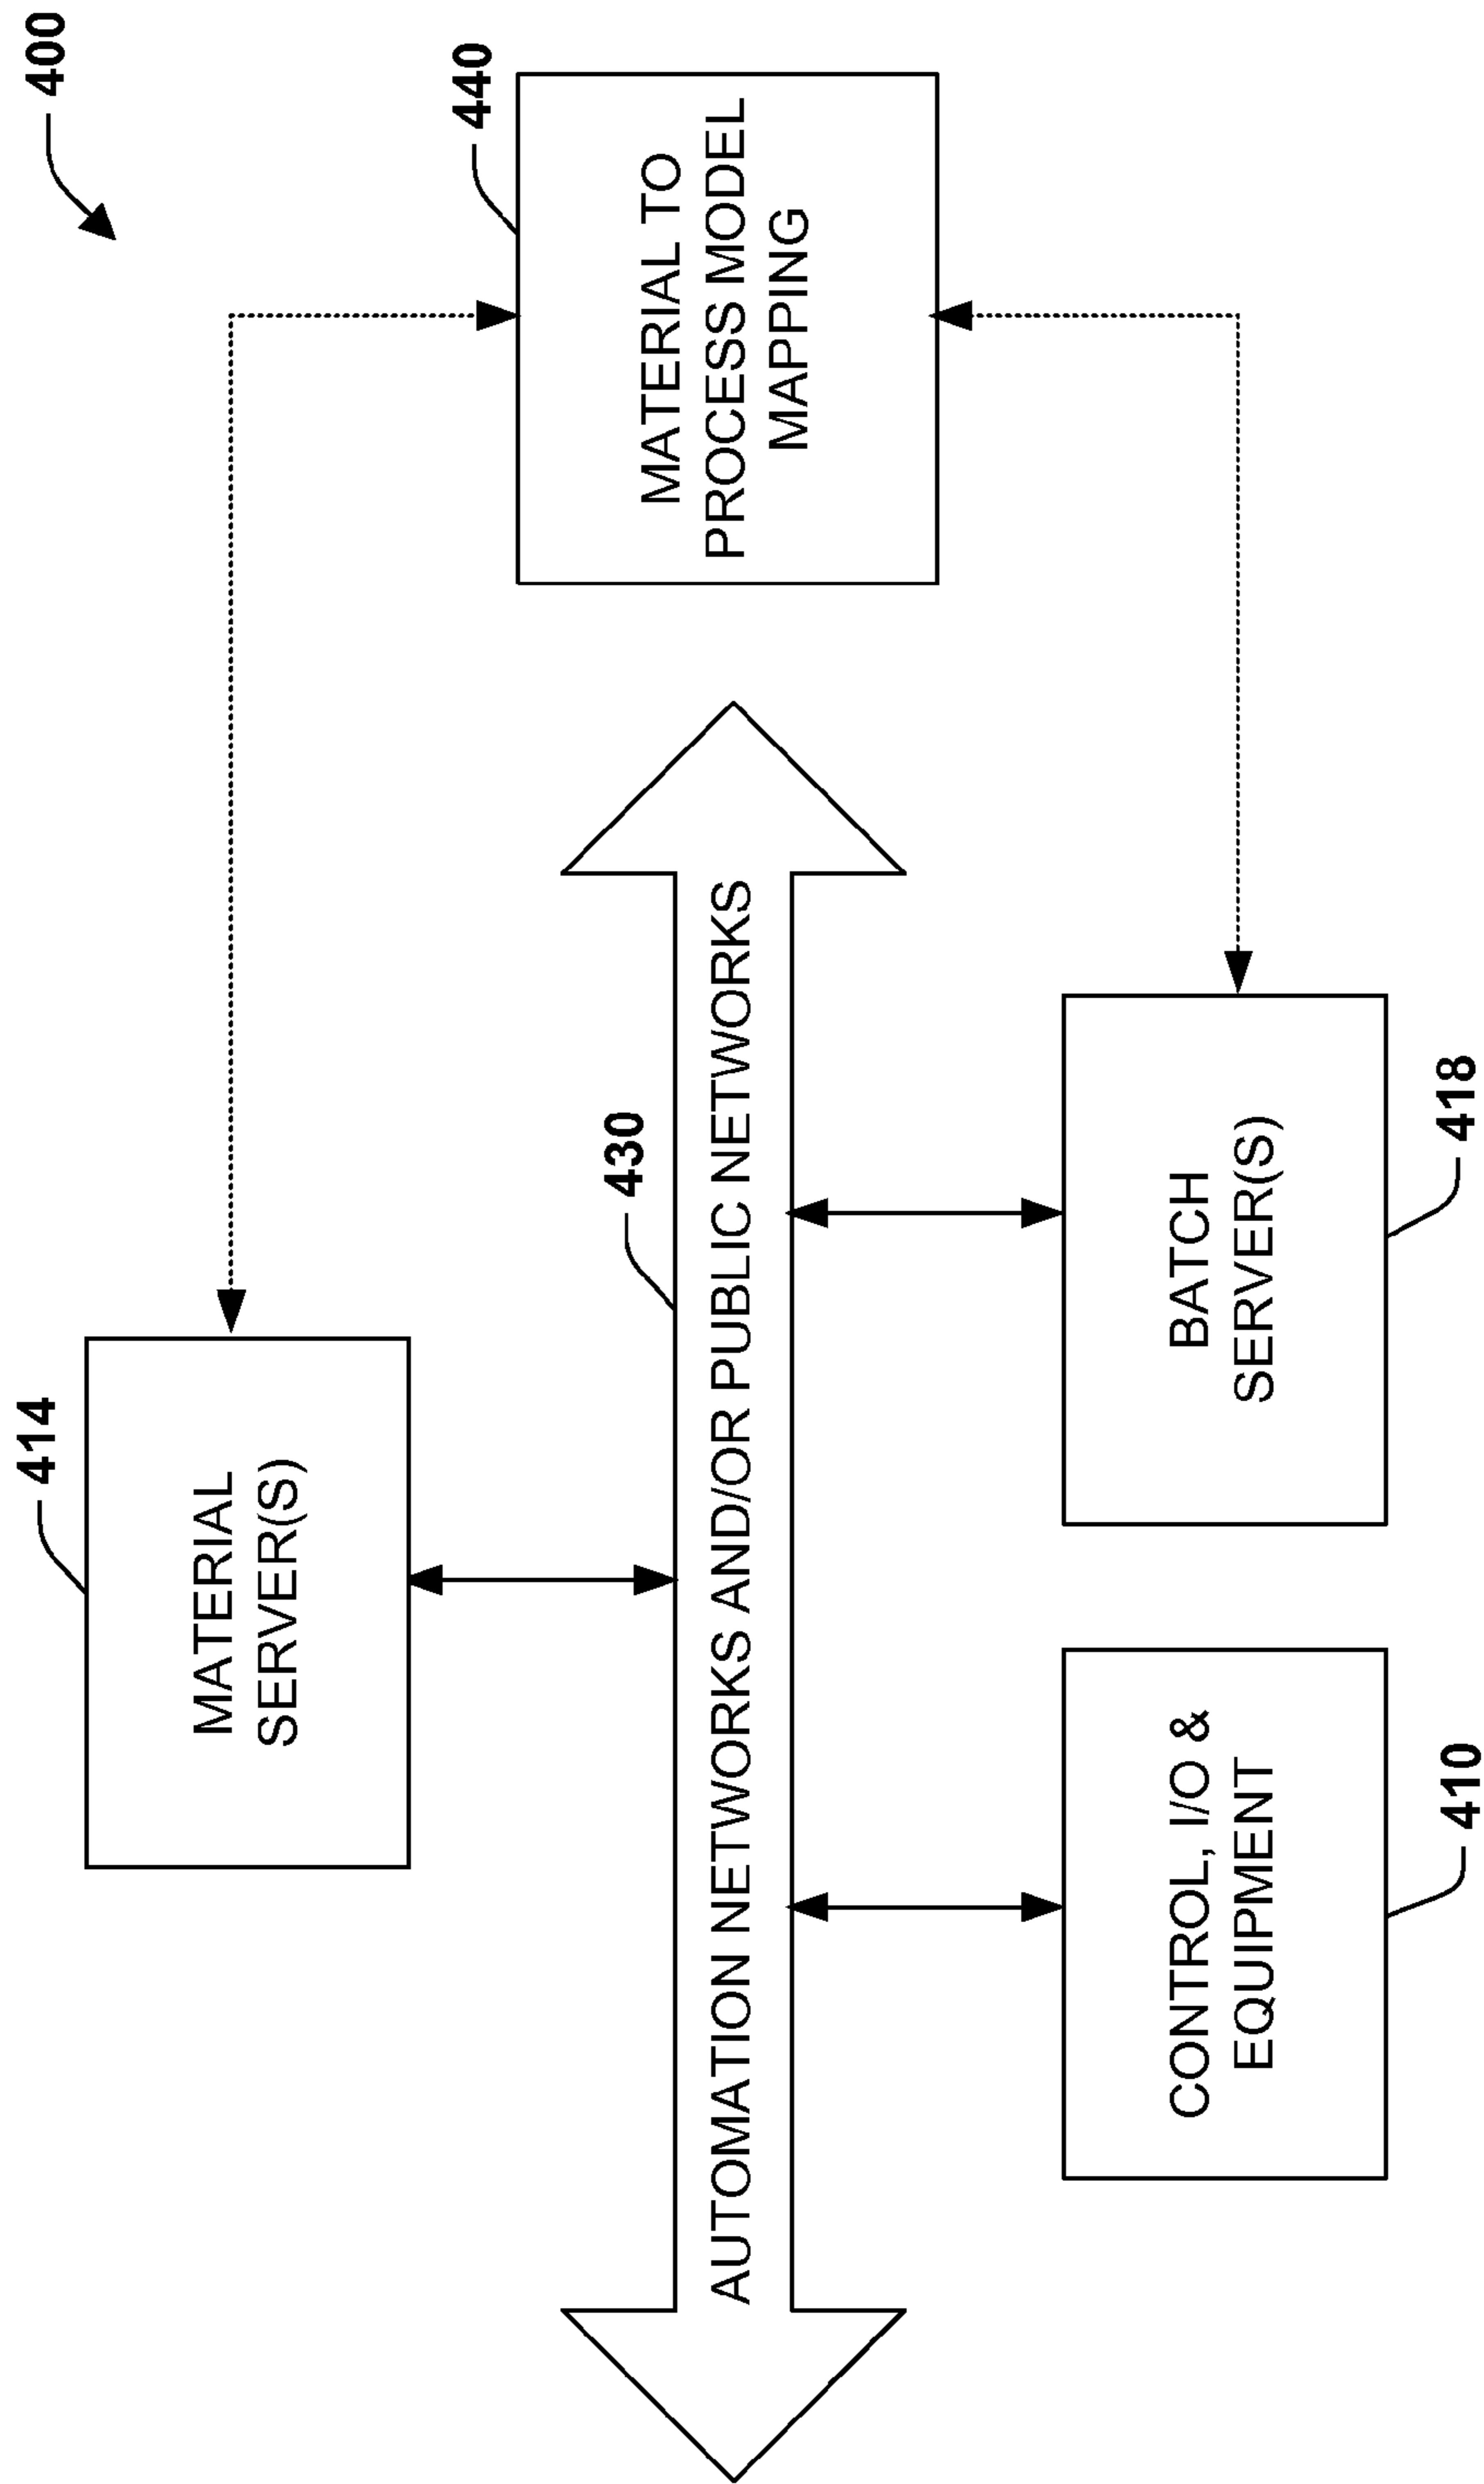 400
414
MATERIAL
SERVER(S)
440
MATERIAL TO
PROCESS MODEL
MAPPING
430
AUTOMATION NETWORKS AND/OR PUBLIC NETWORKS
CONTROL, I/O &
EQUIPMENT
410
BATCH
SERVER(S)
418